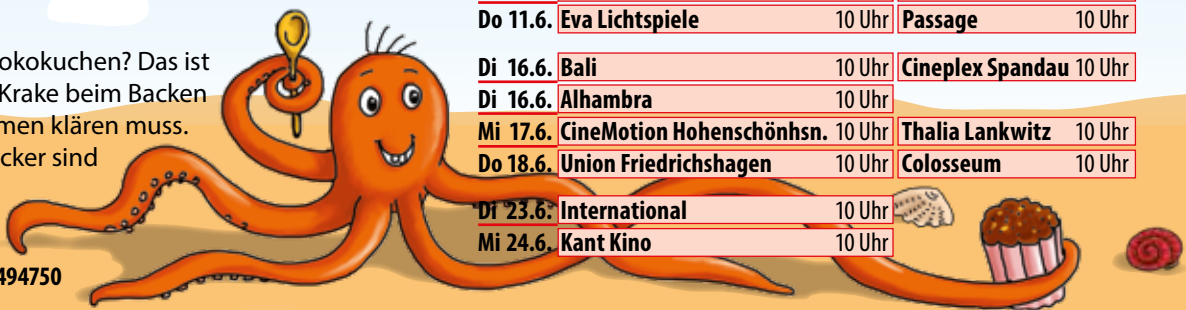 okokuchen? Das ist
Krake beim Backen
men klären muss.
cker sind
494750
Do 11.6. Eva Lichtspiele 10 Uhr Passage 10 Uhr
Di 16.6. Bali 10 Uhr Cineplex Spandau 10 Uhr
Di 16.6. Alhambra 10 Uhr
Mi 17.6. CineMotion Hohenschönhsn. 10 Uhr Thalia Lankwitz 10 Uhr
Do 18.6. Union Friedrichshagen 10 Uhr Colosseum 10 Uhr
Di 23.6. International 10 Uhr
Mi 24.6. Kant Kino 10 Uhr